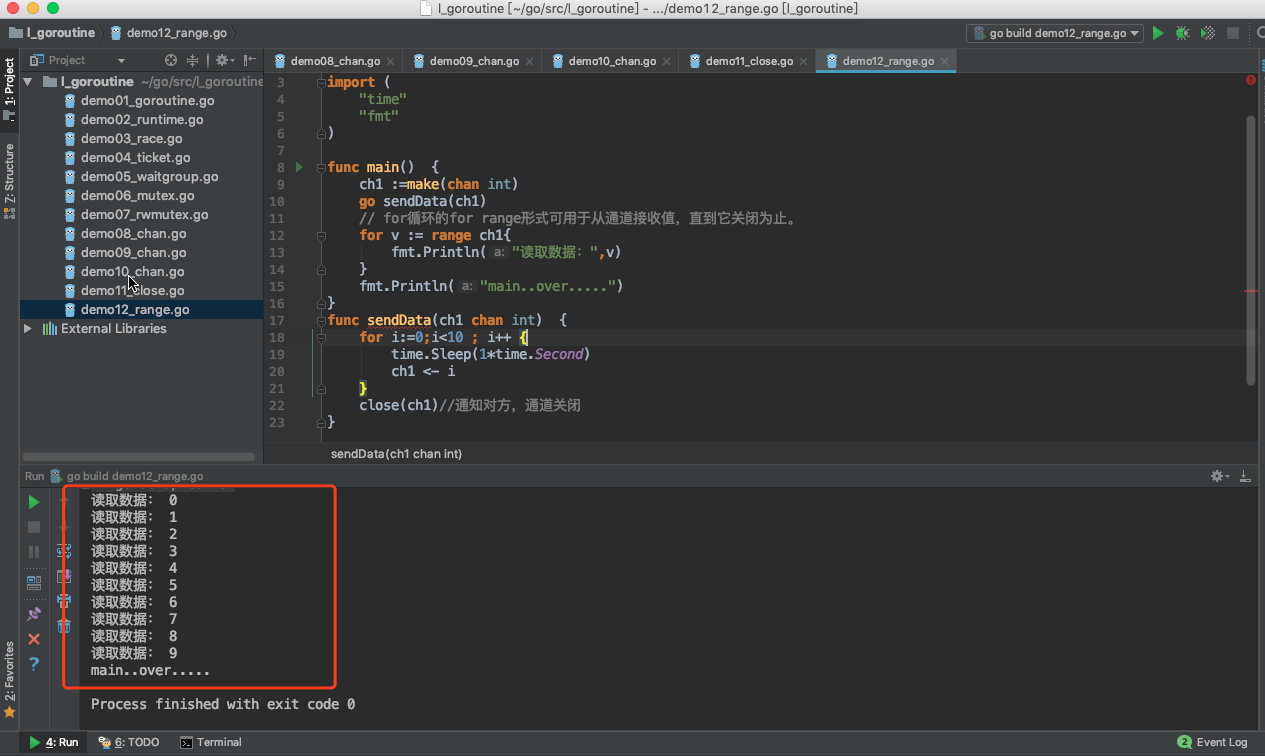 l_goroutine [~/go/src/l_goroutine] - .../demo12_range.go [l_goroutine]
l_goroutine demo12_range.go
go build demo12_range.go
Project
demo08_chan.go
demo09_chan.go
demo10_chan.go
demo11_close.go
demo12_range.go
1: Project
Z: Structure
2: Favorites
l_goroutine ~/go/src/l_goroutine
demo01_goroutine.go
demo02_runtime.go
demo03_race.go
demo04_ticket.go
demo05_waitgroup.go
demo06_mutex.go
demo07_rwmutex.go
demo08_chan.go
demo09_chan.go
demo10_chan.go
demo11_close.go
demo12_range.go
External Libraries
3 import (
4 "time"
5 "fmt"
6 )
7
8 func main() {
9 ch1 :=make(chan int)
10 go sendData(ch1)
11 // for循环的for range形式可用于从通道接收值，直到它关闭为止。
12 for v := range ch1{
13 fmt.Println( a: "读取数据：",v)
14 }
15 fmt.Println( a: "main..over.....")
16 }
17 func sendData(ch1 chan int) {
18 for i:=0;i<10 ; i++ {
19 time.Sleep(1*time.Second)
20 ch1 <- i
21 }
22 close(ch1)//通知对方，通道关闭
23 }
sendData(ch1 chan int)
Run go build demo12_range.go
读取数据： 0
读取数据： 1
读取数据： 2
读取数据： 3
读取数据： 4
读取数据： 5
读取数据： 6
读取数据： 7
读取数据： 8
读取数据： 9
main..over.....
Process finished with exit code 0
4: Run
6: TODO
Terminal
2 Event Log